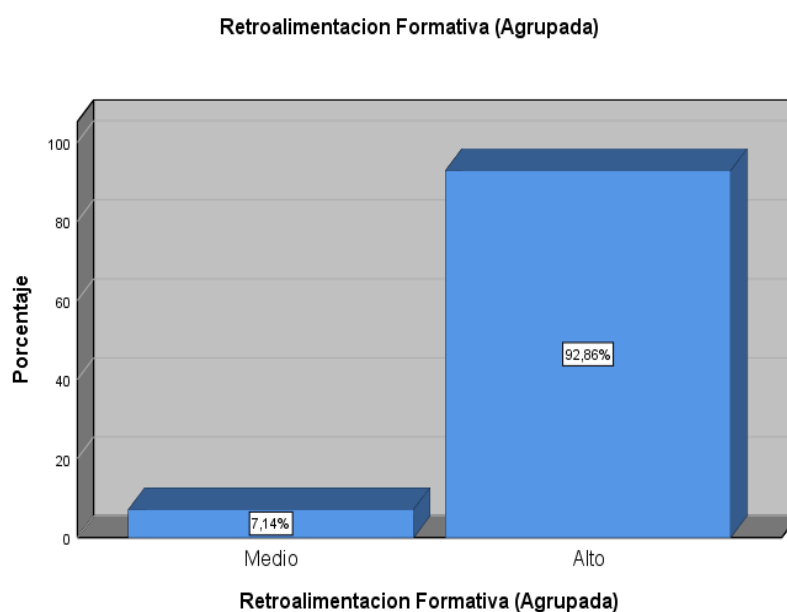 Retroalimentacion Formativa (Agrupada)
100
80
60
40
20
0
Porcentaje
92,86%
7,14%
Medio
Alto
Retroalimentacion Formativa (Agrupada)